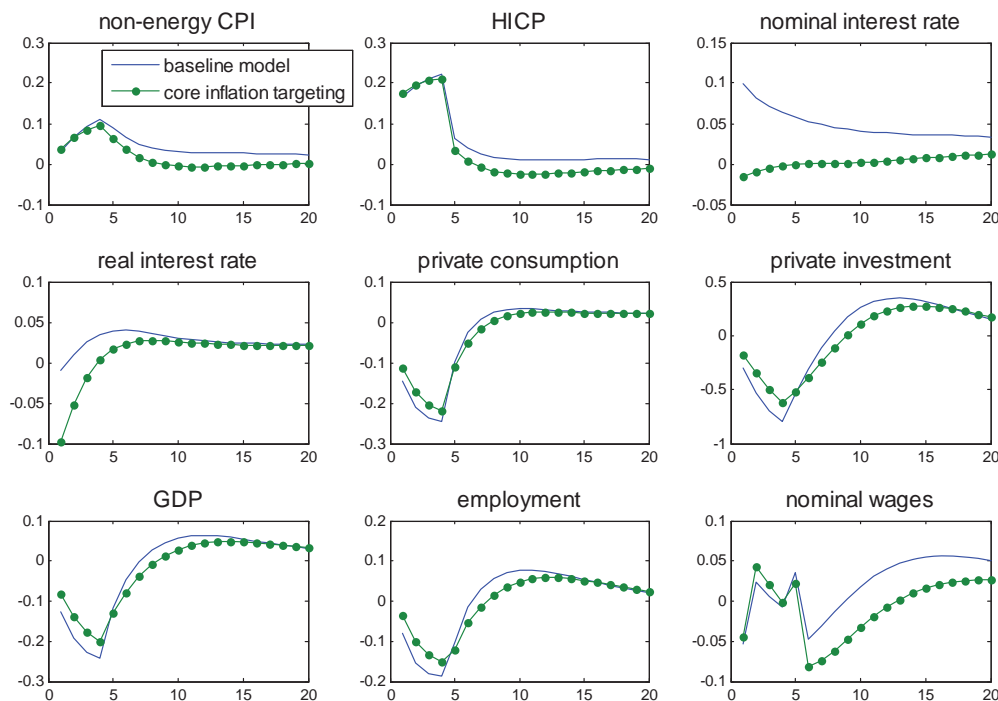 non-energy CPI
0.3
0.2
0.1
0
-0.1
0 5 10 15 20
baseline model
core inflation targeting
HICP
0.3
0.2
0.1
0
-0.1
0 5 10 15 20
nominal interest rate
0.15
0.1
0.05
0
-0.05
0 5 10 15 20
real interest rate
0.1
0.05
0
-0.05
-0.1
0 5 10 15 20
private consumption
0.1
0
-0.1
-0.2
-0.3
0 5 10 15 20
private investment
0.5
0
-0.5
-1
0 5 10 15 20
GDP
0.1
0
-0.1
-0.2
-0.3
0 5 10 15 20
employment
0.2
0.1
0
-0.1
-0.2
0 5 10 15 20
nominal wages
0.1
0.05
0
-0.05
-0.1
0 5 10 15 20